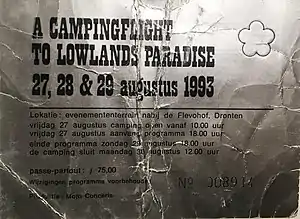 A CAMPINGFLIGHT
TO LOWLANDS PARADISE
27, 28 & 29 augustus 1993
Lokatie: evenemententerrein nabij de Flevohof, Dronten
vrijdag 27 augustus camping open vanaf 10.00 uur
vrijdag 27 augustus aanvang programma 18.00 uur
einde programma zondag 29 augustus 18.00 uur
de camping sluit maandag 30 augustus 12.00 uur
passe-partout: ƒ 75,00
Wijzigingen programma voorbehouden
Nº
Mojo Concerts